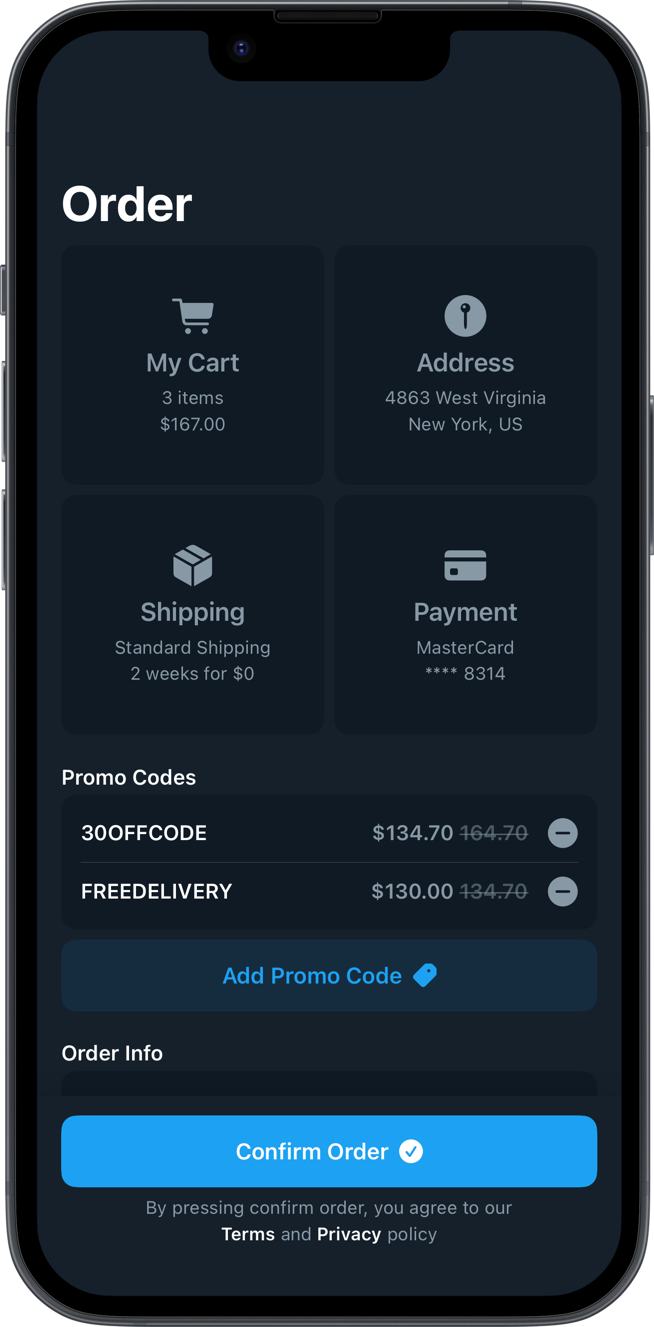 Order
My Cart
3 items
$167.00
Address
4863 West Virginia
New York, US
Shipping
Standard Shipping
2 weeks for $0
Payment
MasterCard
**** 8314
Promo Codes
30OFFCODE $134.70 164.70
FREEDELIVERY $130.00 134.70
Add Promo Code
Order Info
Confirm Order
By pressing confirm order, you agree to our
Terms and Privacy policy